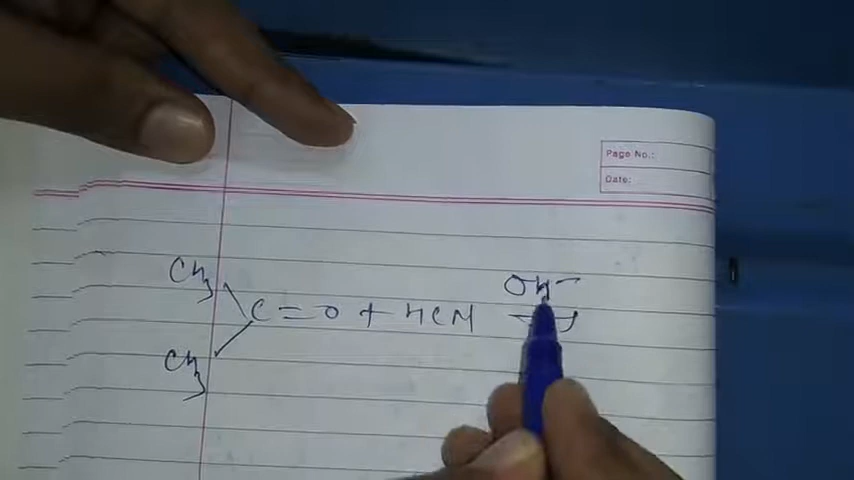 Page No.:
Date:
OH-
CH3
C = O + HCN
CH3